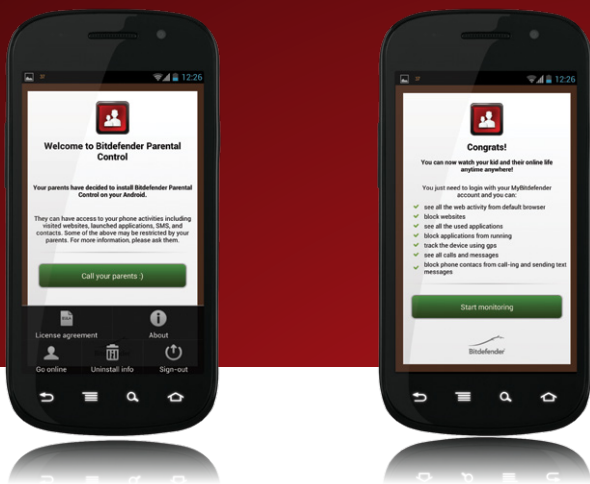 12:26
Welcome to Bitdefender Parental
Control
Your parents have decided to install Bitdefender Parental
Control on your Android.
They can have access to your phone activities including
visited websites, launched applications, SMS, and
contacts. Some of the above may be restricted by your
parents. For more information, please ask them.
Call your parents :)
License agreement
About
Go online
Uninstall info
Sign-out
12:26
Congrats!
You can now watch your kid and their online life
anytime anywhere!
You just need to login with your MyBitdefender
account and you can:
see all the web activity from default browser
block websites
see all the used applications
block applications from running
track the device using gps
see all calls and messages
block phone contacs from call-ing and sending text
messages
Start monitoring
Bitdefender